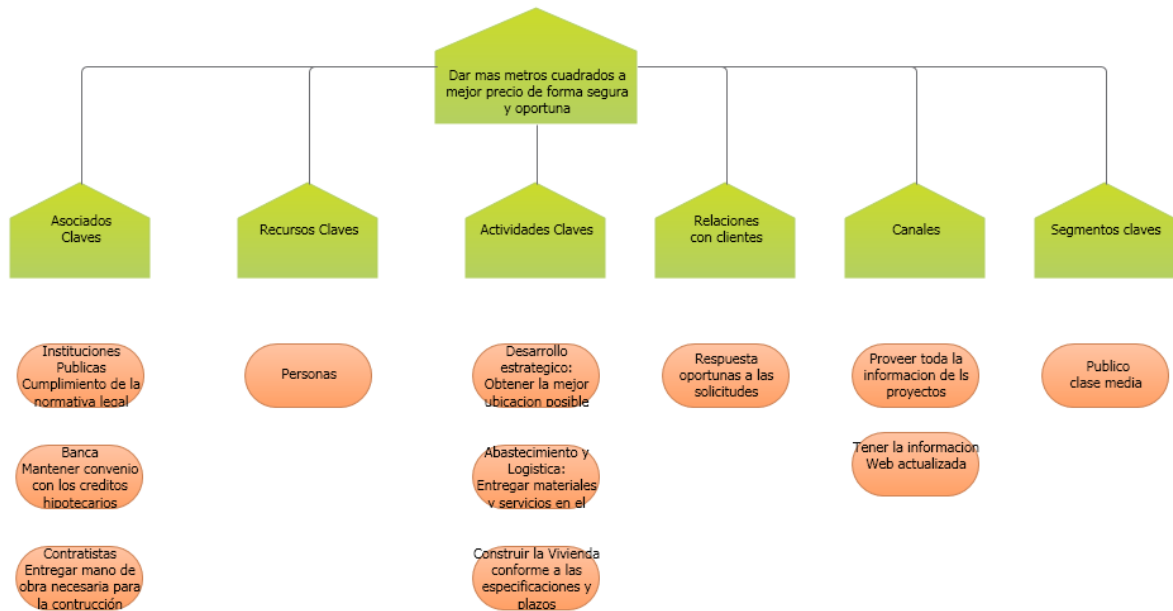 Dar mas metros cuadrados a
mejor precio de forma segura
y oportuna
Asociados
Claves
Recursos Claves
Actividades Claves
Relaciones
con clientes
Canales
Segmentos claves
Instituciones
Publicas
Cumplimiento de la
normativa legal
Banca
Mantener convenio
con los creditos
hipotecarios
Contratistas
Entregar mano de
obra necesaria para
la contrucción
Personas
Desarrollo
estrategico:
Obtener la mejor
ubicacion posible
Abastecimiento y
Logistica:
Entregar materiales
y servicios en el
Construir la Vivienda
conforme a las
especificaciones y
plazos
Respuesta
oportunas a las
solicitudes
Proveer toda la
informacion de ls
proyectos
Tener la informacion
Web actualizada
Publico
clase media